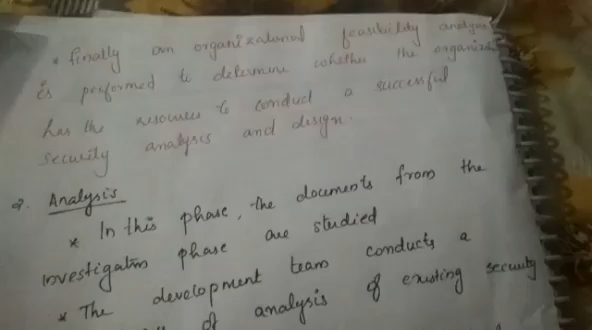 * finally an organizational feasibility analysis
is performed to determine whether the organiza
has the resources to conduct a successful
security analysis and design.
2. Analysis
* In this phase, the documents from the
investigation phase are studied
* The development team conducts a
of analysis of existing security